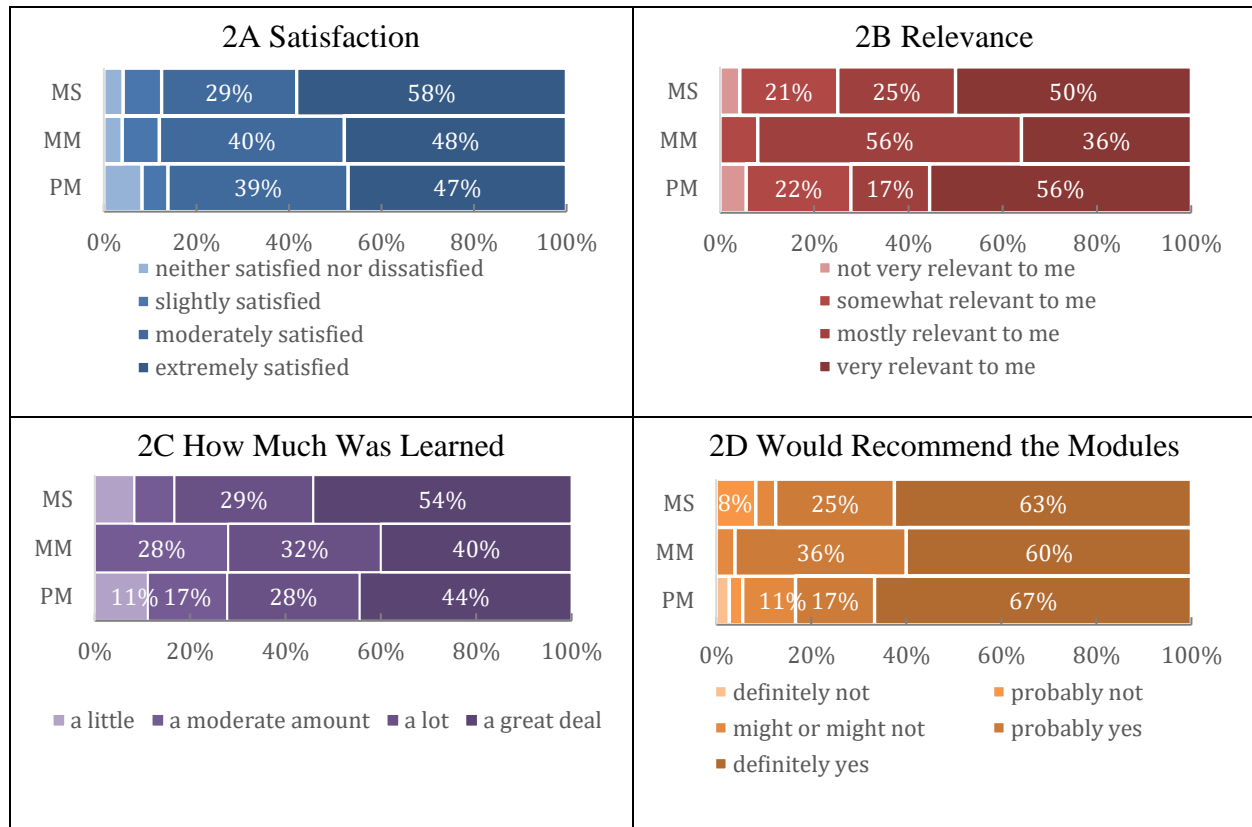 2A Satisfaction
MS 29% 58%
MM 40% 48%
PM 39% 47%
0% 20% 40% 60% 80% 100%
neither satisfied nor dissatisfied
slightly satisfied
moderately satisfied
extremely satisfied
2B Relevance
MS 21% 25% 50%
MM 56% 36%
PM 22% 17% 56%
0% 20% 40% 60% 80% 100%
not very relevant to me
somewhat relevant to me
mostly relevant to me
very relevant to me
2C How Much Was Learned
MS 29% 54%
MM 28% 32% 40%
PM 11% 17% 28% 44%
0% 20% 40% 60% 80% 100%
a little a moderate amount a lot a great deal
2D Would Recommend the Modules
MS 8% 25% 63%
MM 36% 60%
PM 11% 17% 67%
0% 20% 40% 60% 80% 100%
definitely not probably not
might or might not probably yes
definitely yes